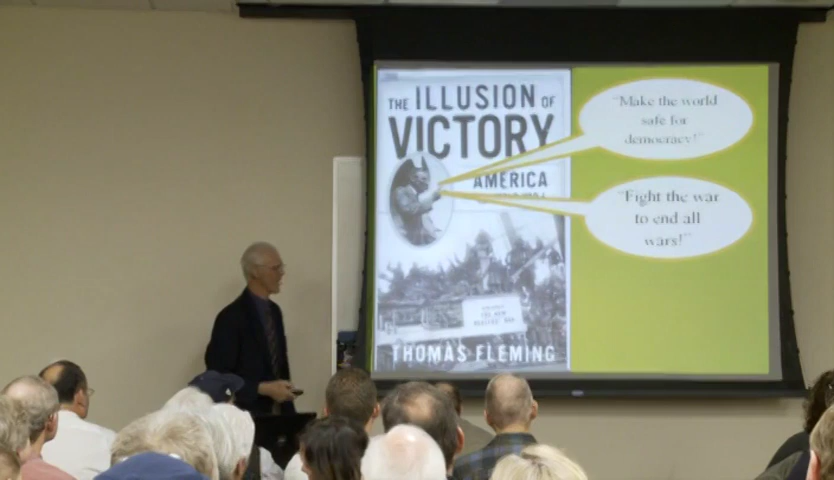 THE ILLUSION OF
VICTORY
AMERICA
THOMAS FLEMING
"Make the world
safe for
democracy!"
"Fight the war
to end all
wars!"